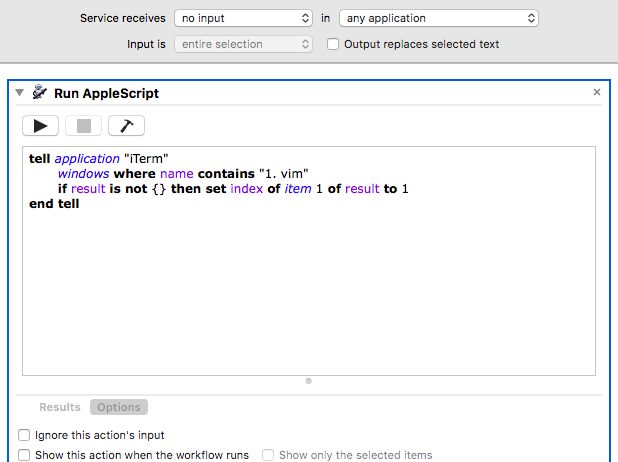 Service receives no input in any application
Input is entire selection Output replaces selected text
Run AppleScript
tell application "iTerm"
windows where name contains "1. vim"
if result is not {} then set index of item 1 of result to 1
end tell
Results Options
Ignore this action's input
Show this action when the workflow runs Show only the selected items